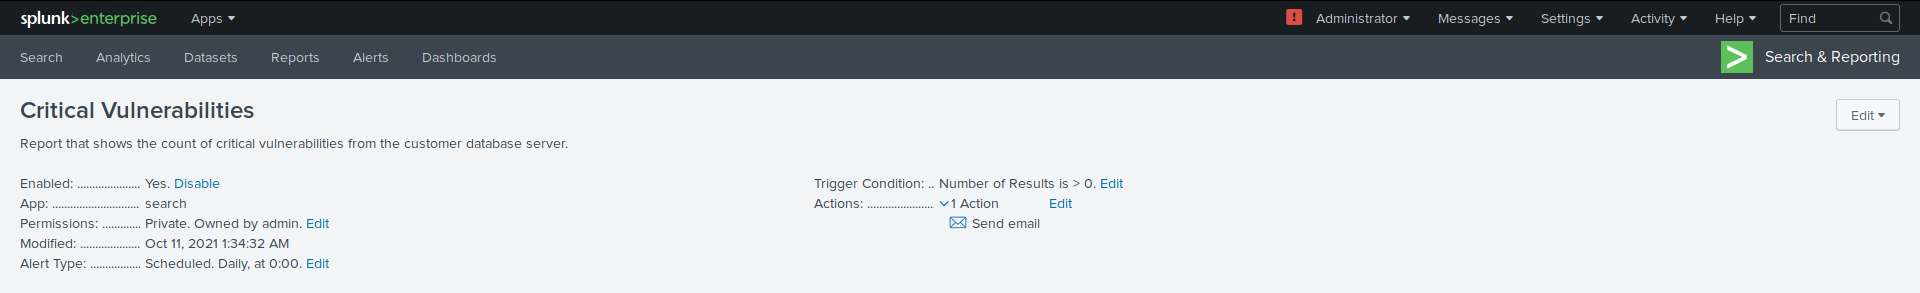 splunk>enterprise Apps Administrator Messages Settings Activity Help Find
Search Analytics Datasets Reports Alerts Dashboards Search & Reporting
Critical Vulnerabilities
Edit
Report that shows the count of critical vulnerabilities from the customer database server.
Enabled: ..................... Yes. Disable
App: ............................. search
Permissions: ............. Private. Owned by admin. Edit
Modified: .................... Oct 11, 2021 1:34:32 AM
Alert Type: ................. Scheduled. Daily, at 0:00. Edit
Trigger Condition: .. Number of Results is > 0. Edit
Actions: ...................... 1 Action Edit
Send email